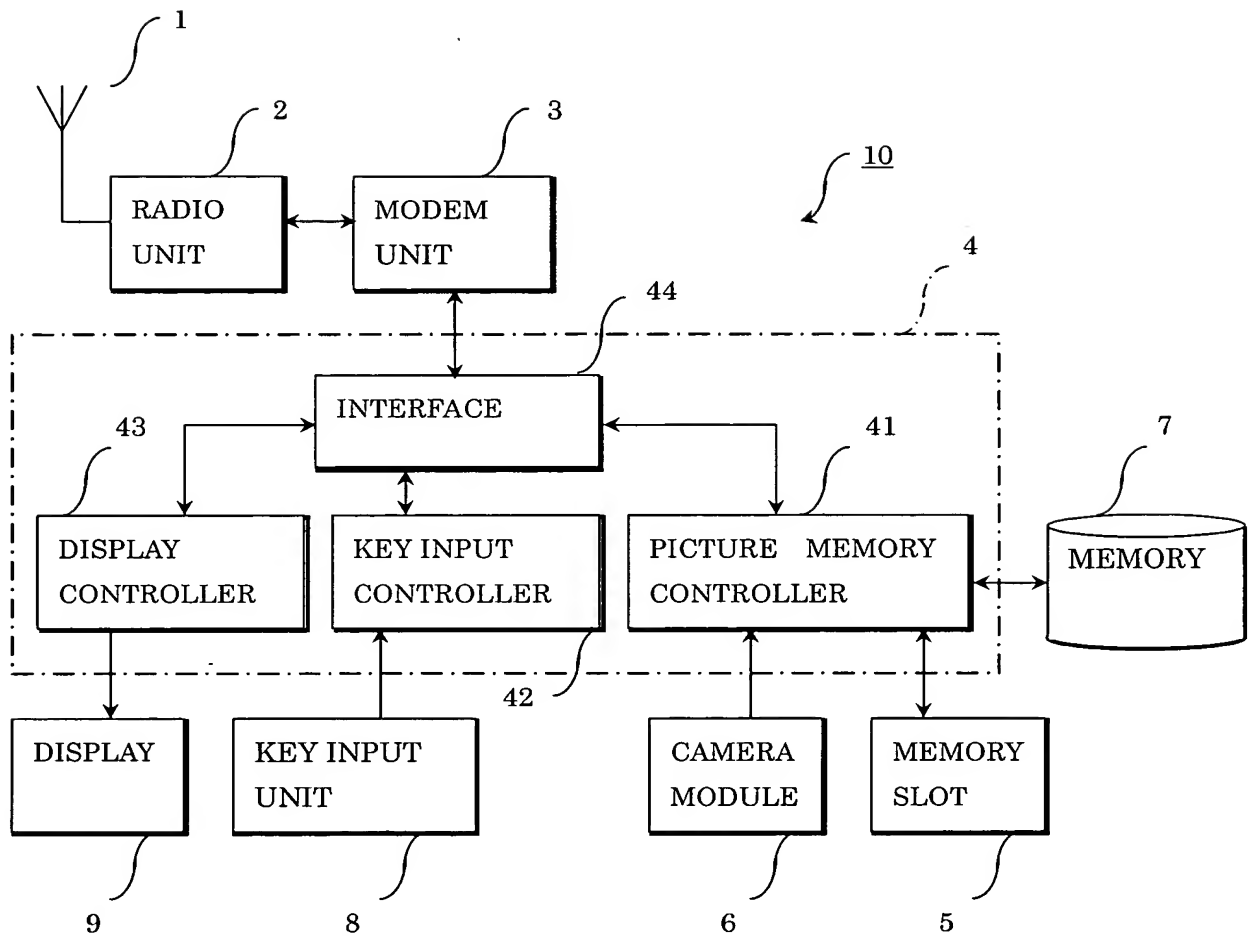 1
2
3
10
RADIO
UNIT
MODEM
UNIT
4
44
INTERFACE
43
41
7
DISPLAY
CONTROLLER
KEY INPUT
CONTROLLER
PICTURE MEMORY
CONTROLLER
MEMORY
42
DISPLAY
KEY INPUT
UNIT
CAMERA
MODULE
MEMORY
SLOT
9
8
6
5